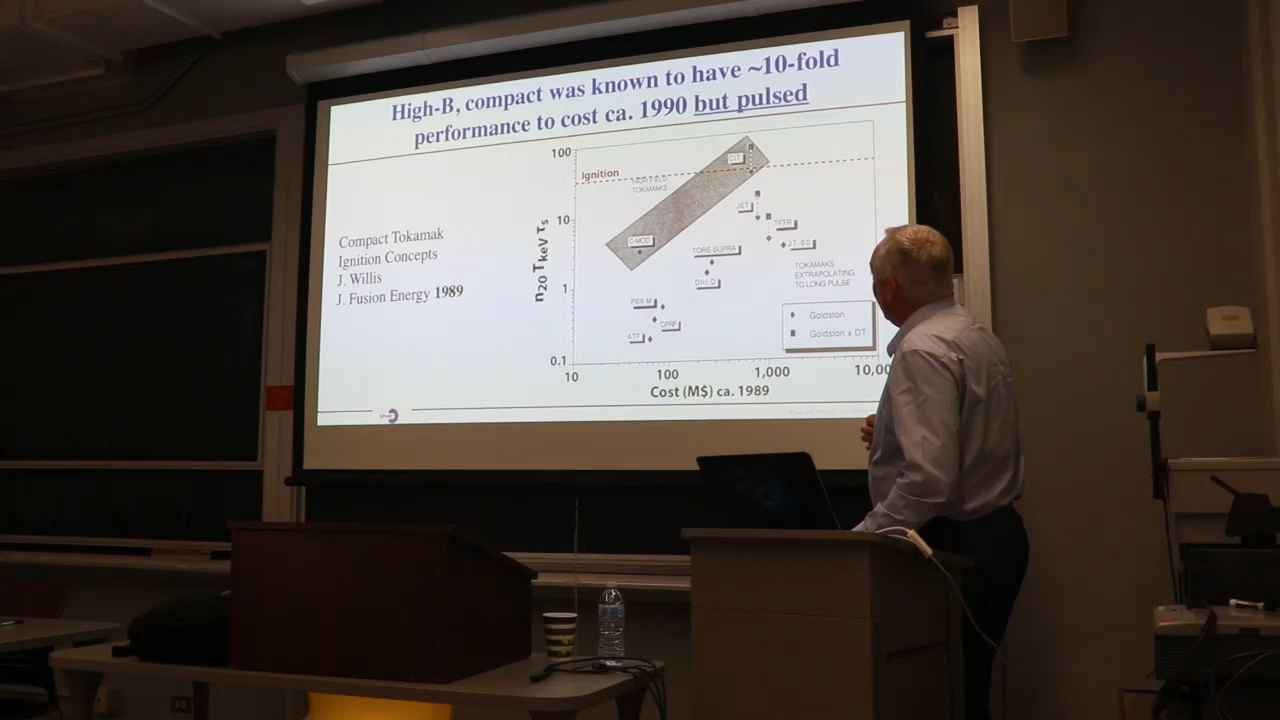 High-B, compact was known to have ~10-fold
performance to cost ca. 1990 but pulsed
Compact Tokamak
Ignition Concepts
J. Willis
J. Fusion Energy 1989
n20 TkeV τs
100
10
1
0.1
Ignition
HIGH FIELD
TOKAMAKS
CIT
C-MOD
JET
TFTR
JT-60
TORE-SUPRA
DIII-D
TOKAMAKS
EXTRAPOLATING
TO LONG PULSE
PBX-M
CPRF
ATF
Goldston
Goldston x DT
10
100
1,000
10,00
Cost (M$) ca. 1989